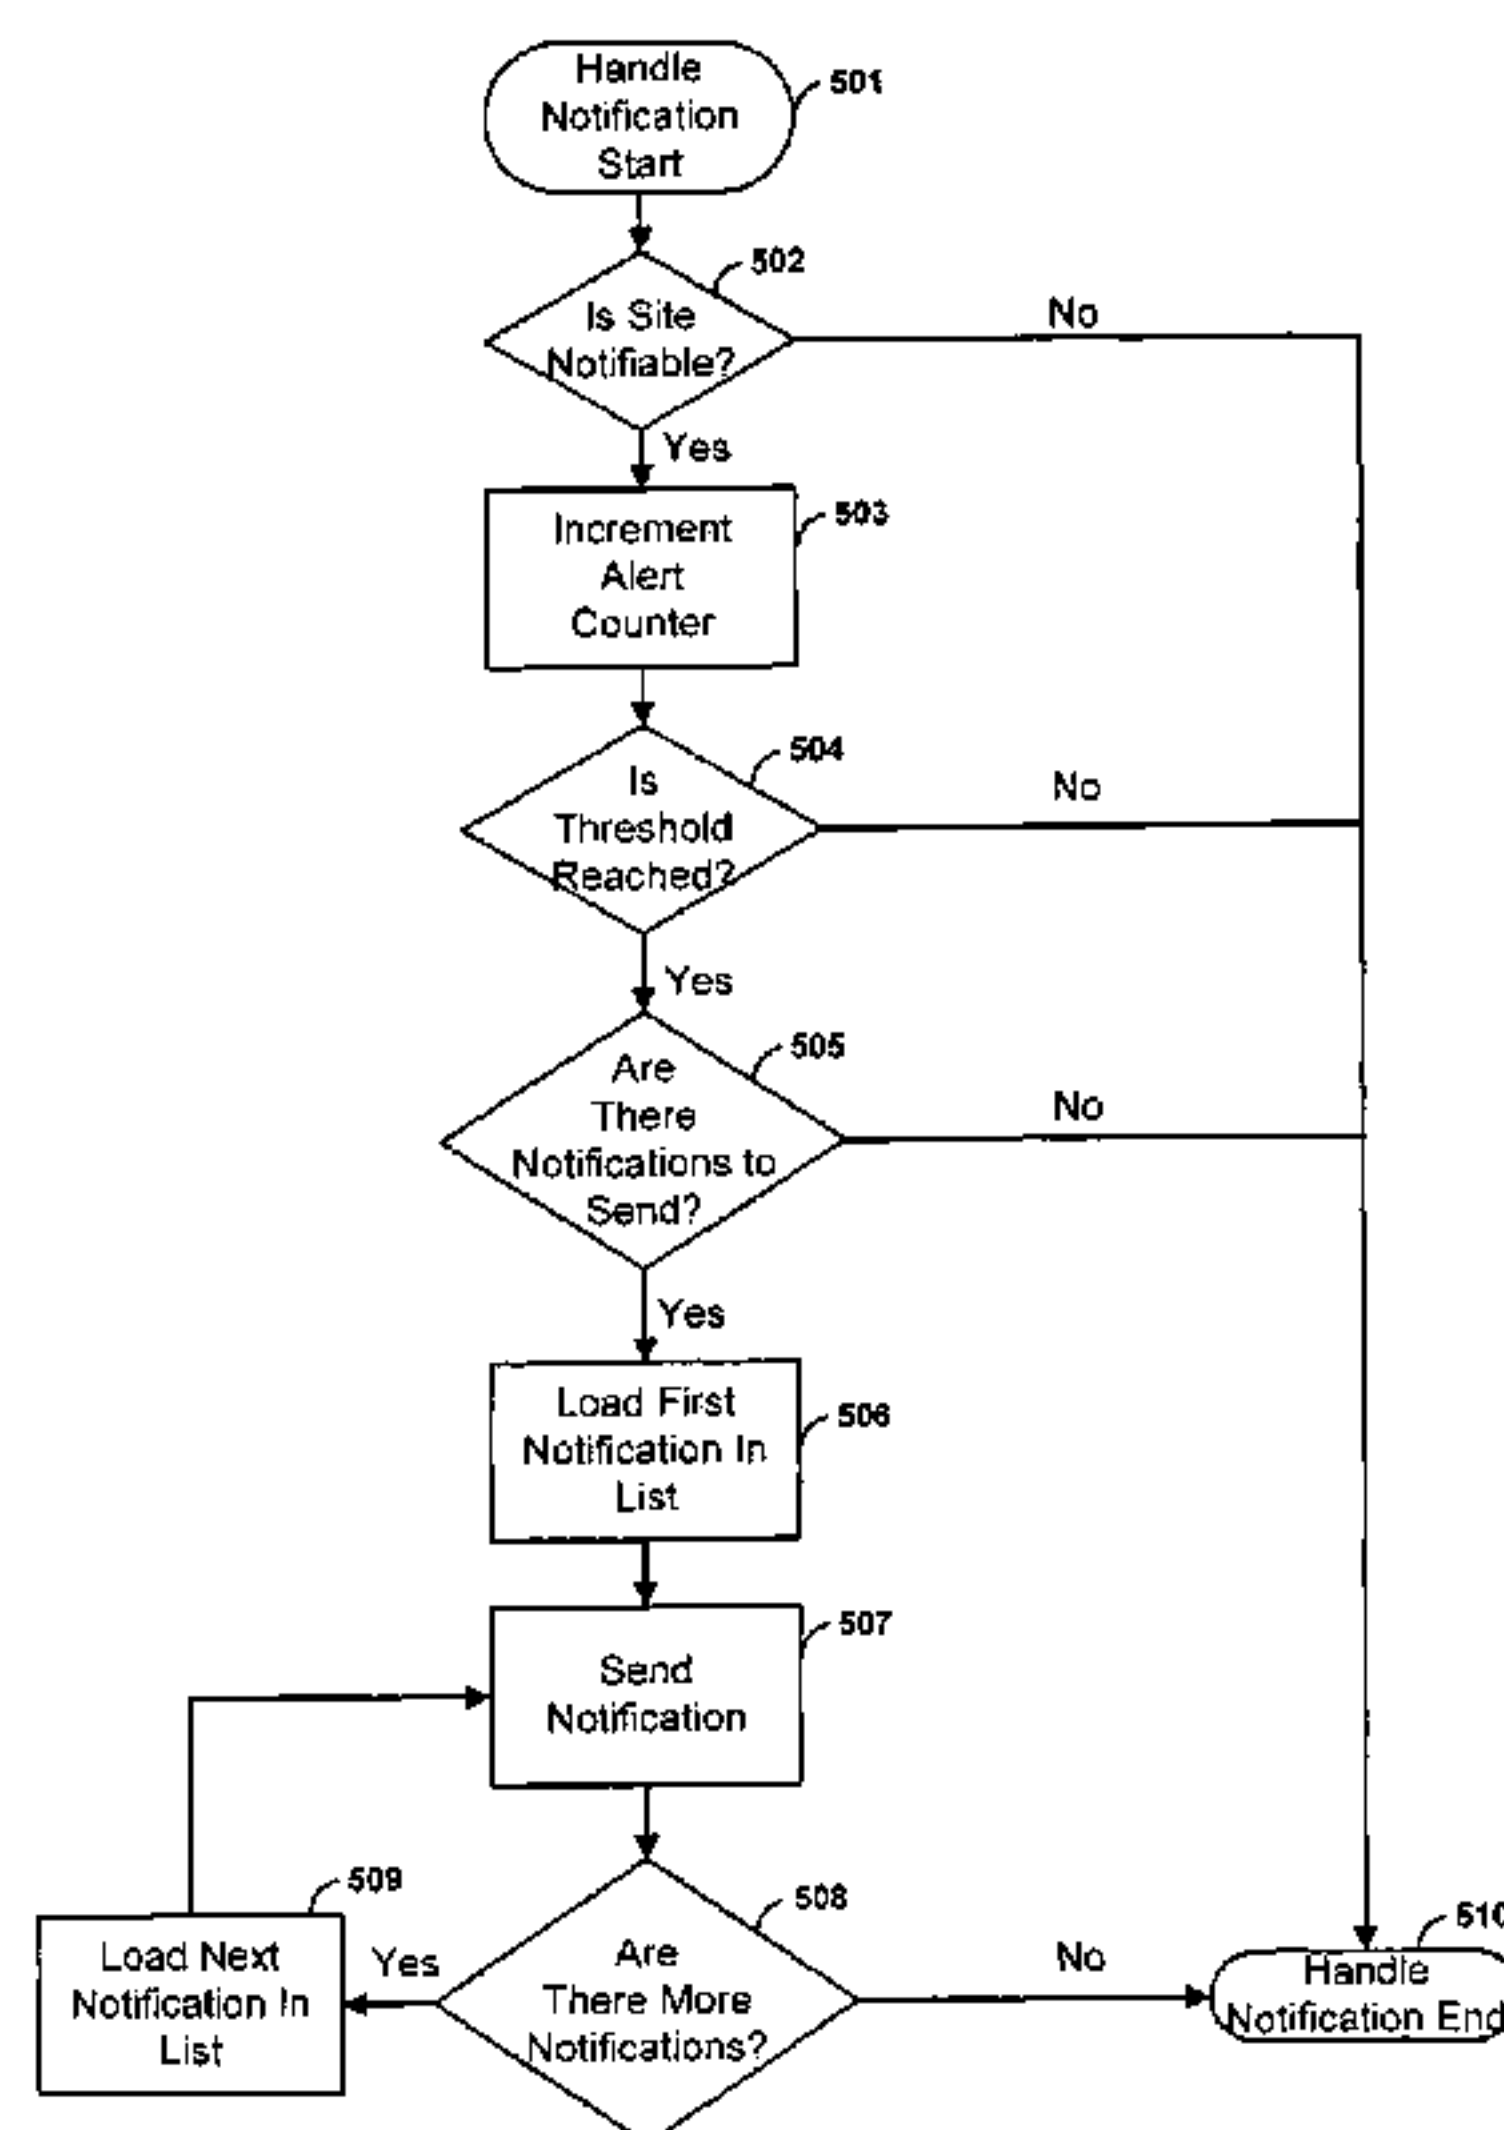 Handle
Notification
Start
501
502
Is Site
Notifiable?
No
Yes
503
Increment
Alert
Counter
504
Is
Threshold
Reached?
No
Yes
505
Are
There
Notifications to
Send?
No
Yes
506
Load First
Notification In
List
507
Send
Notification
509
Load Next
Notification In
List
Yes
508
Are
There More
Notifications?
No
510
Handle
Notification End